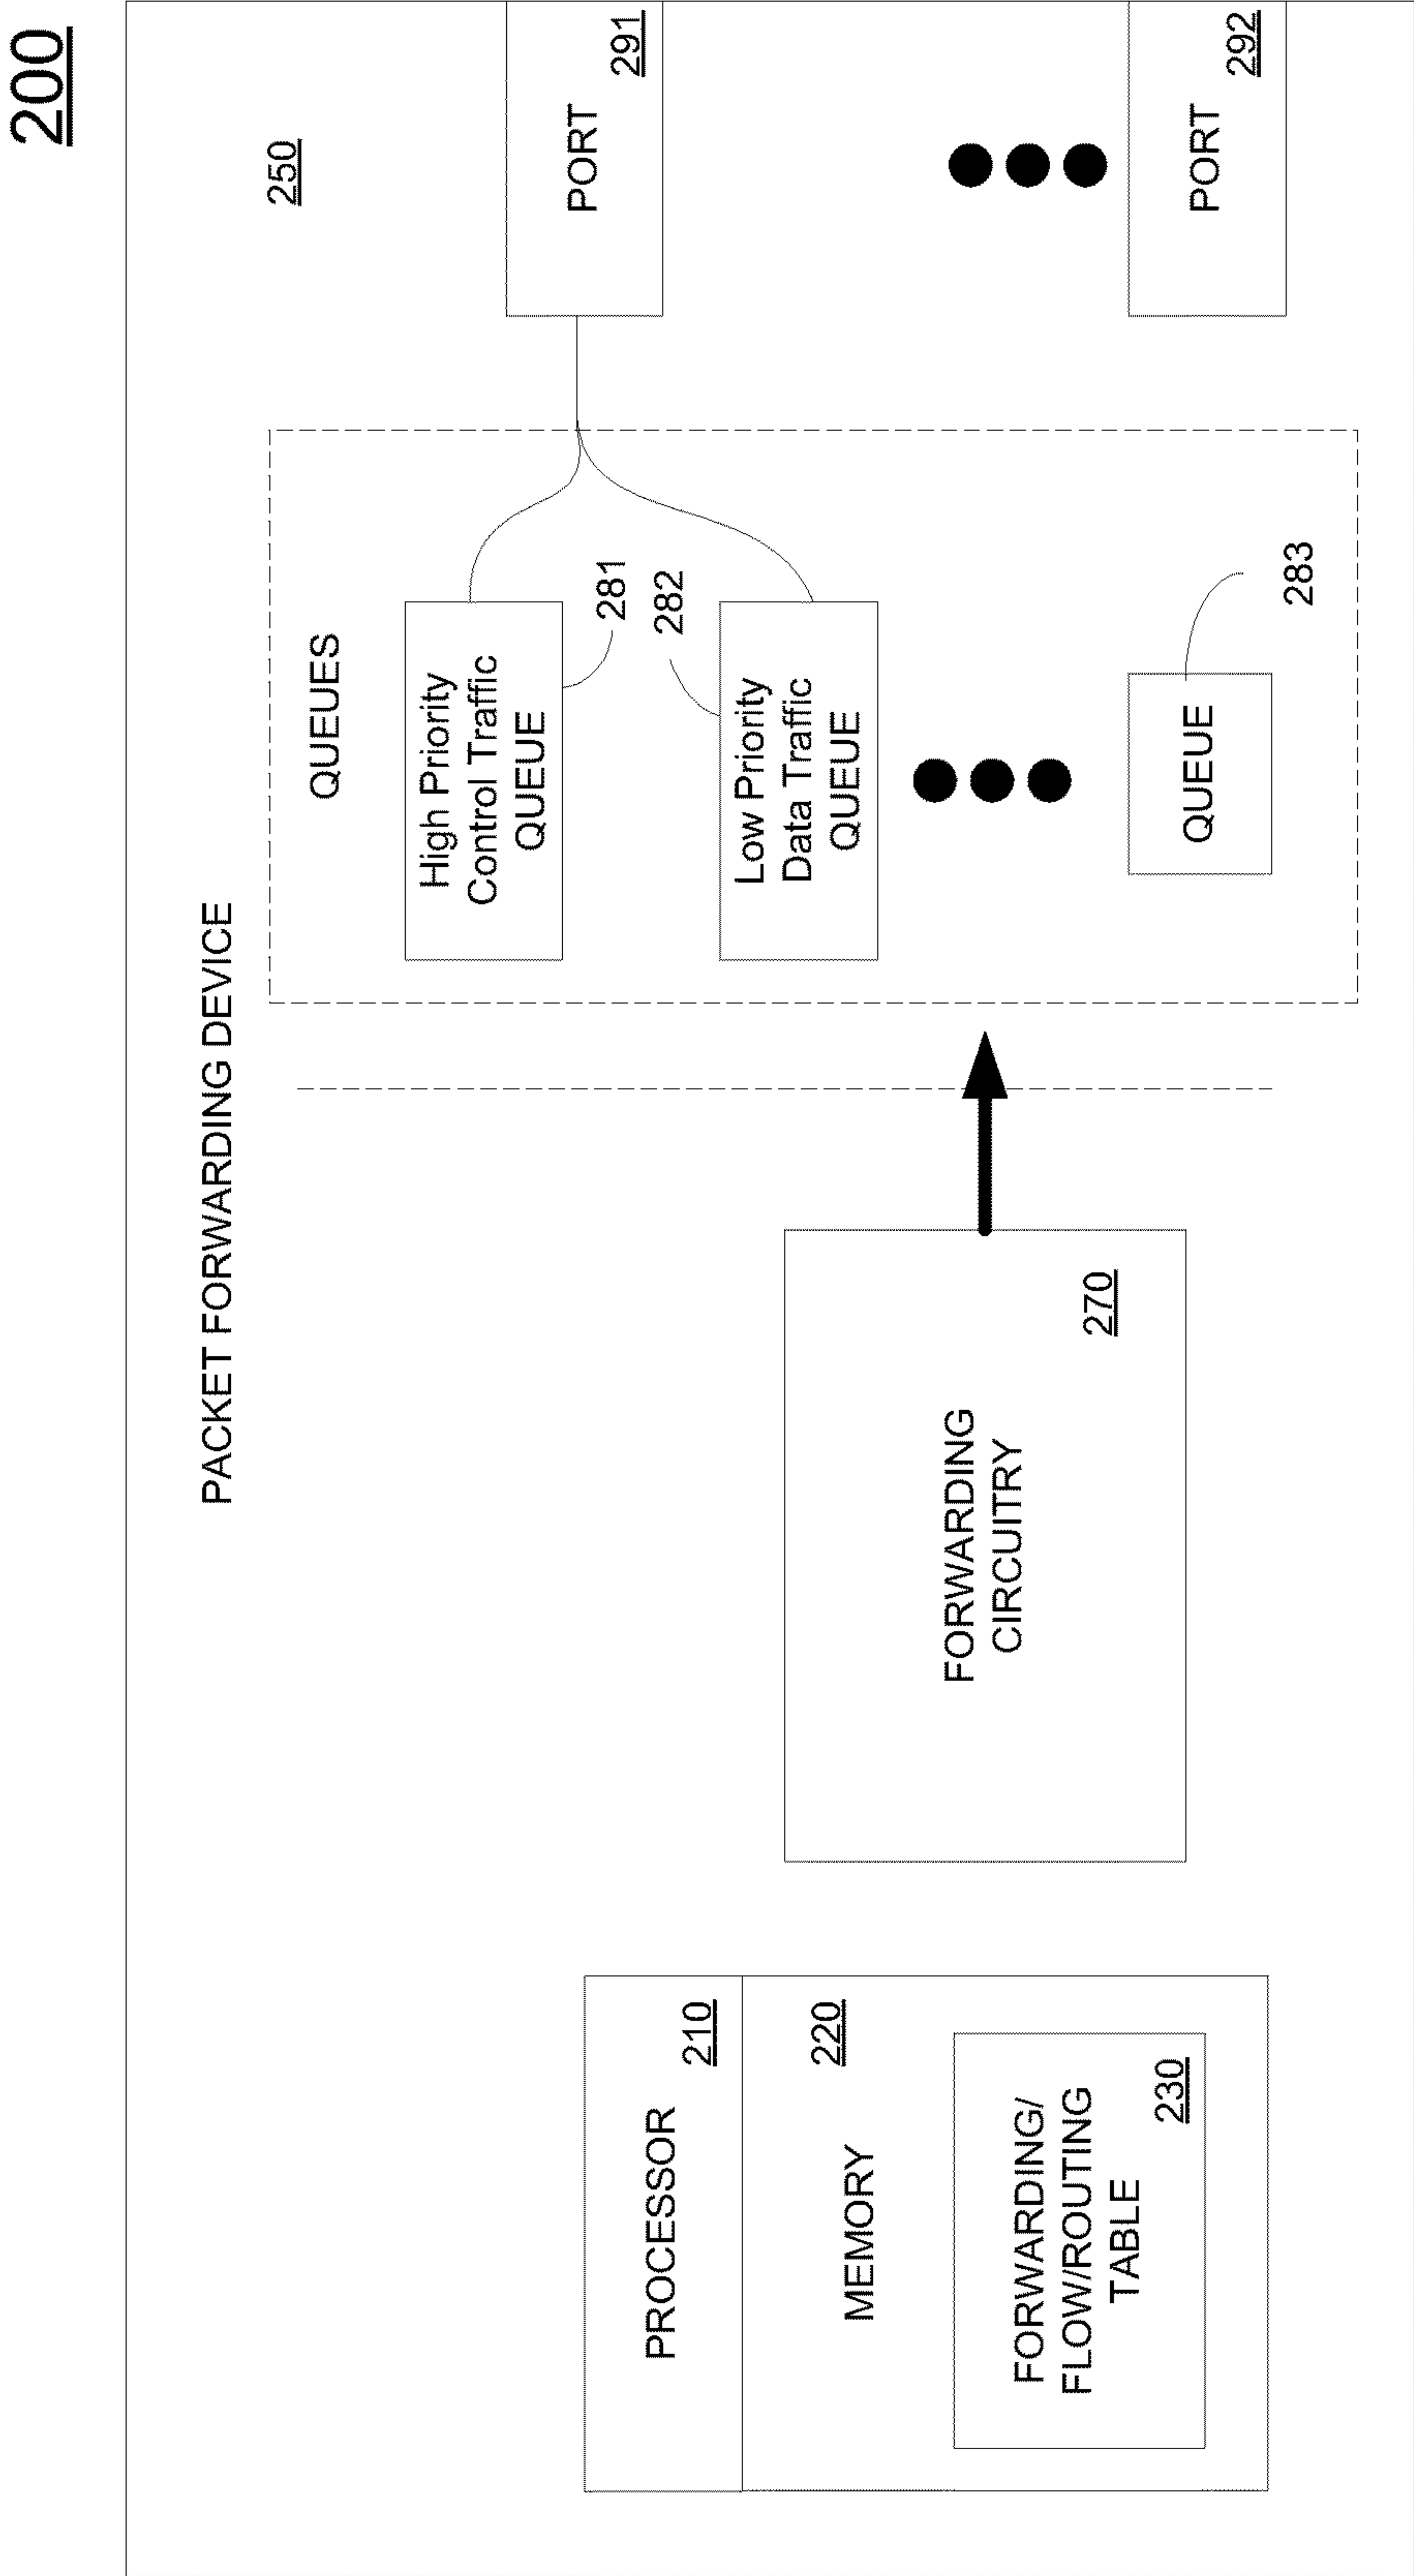 200
PACKET FORWARDING DEVICE
250
PROCESSOR
210
MEMORY
220
FORWARDING/
FLOW/ROUTING
TABLE
230
FORWARDING
CIRCUITRY
270
QUEUES
High Priority
Control Traffic
QUEUE
281
282
Low Priority
Data Traffic
QUEUE
QUEUE
283
PORT
291
PORT
292